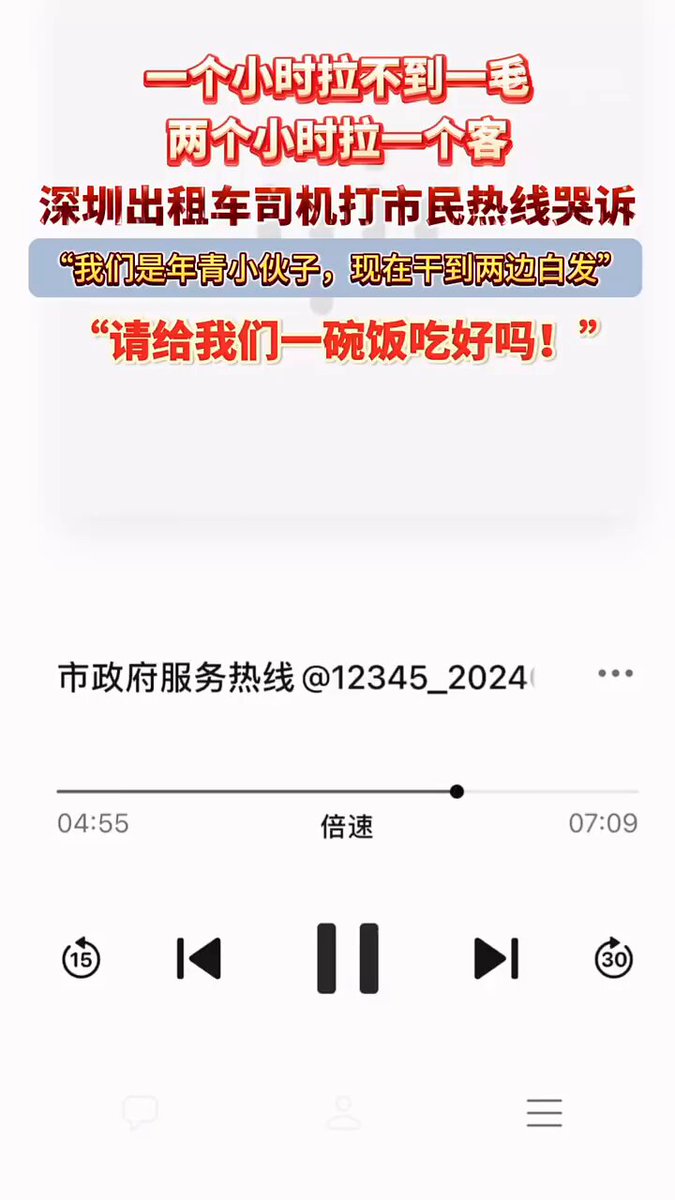 一个小时拉不到一毛
两个小时拉一个客
深圳出租车司机打市民热线哭诉
“我们是年青小伙子，现在干到两边白发”
“请给我们一碗饭吃好吗！”
市政府服务热线@12345_2024
04:55
倍速
07:09
15
30